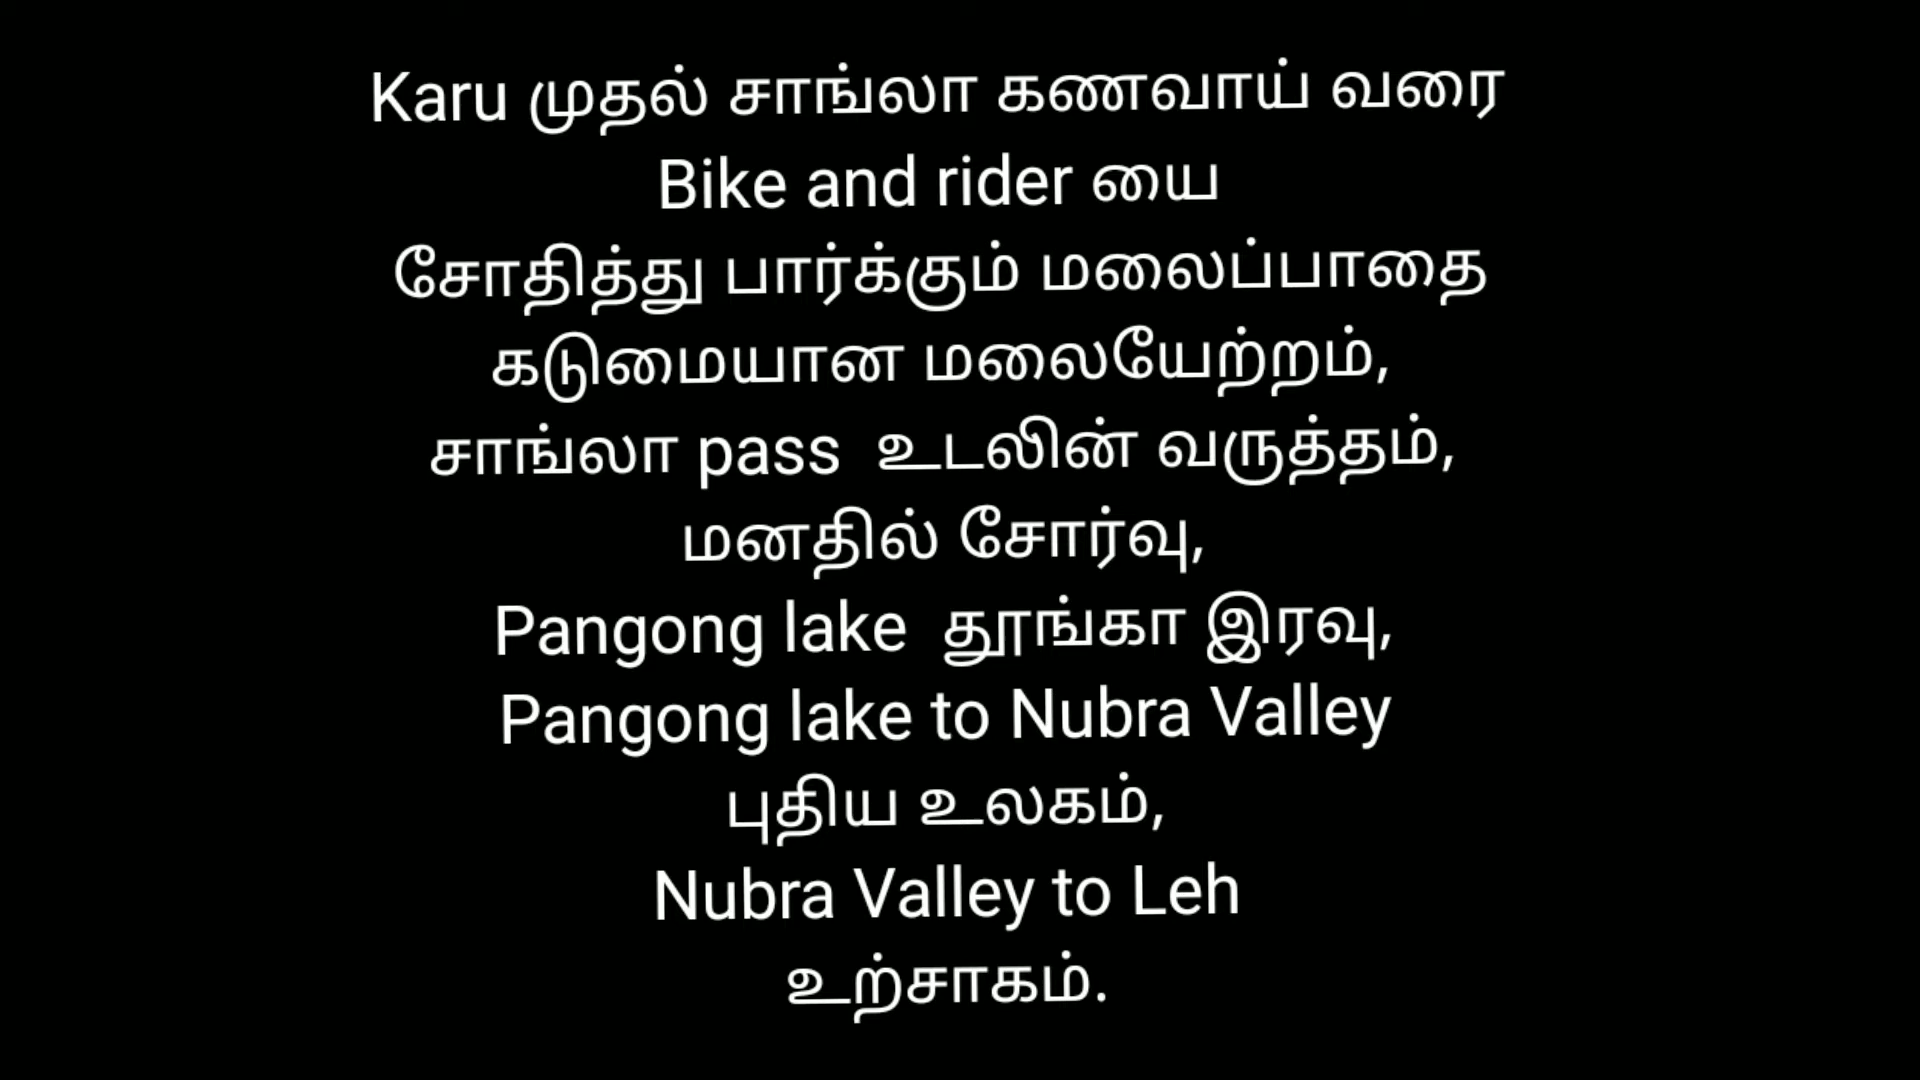 Karu முதல் சாங்லா கணவாய் வரை
Bike and rider யை
சோதித்து பார்க்கும் மலைப்பாதை
கடுமையான மலையேற்றம்,
சாங்லா pass உடலின் வருத்தம்,
மனதில் சோர்வு,
Pangong lake தூங்கா இரவு,
Pangong lake to Nubra Valley
புதிய உலகம்,
Nubra Valley to Leh
உற்சாகம்.